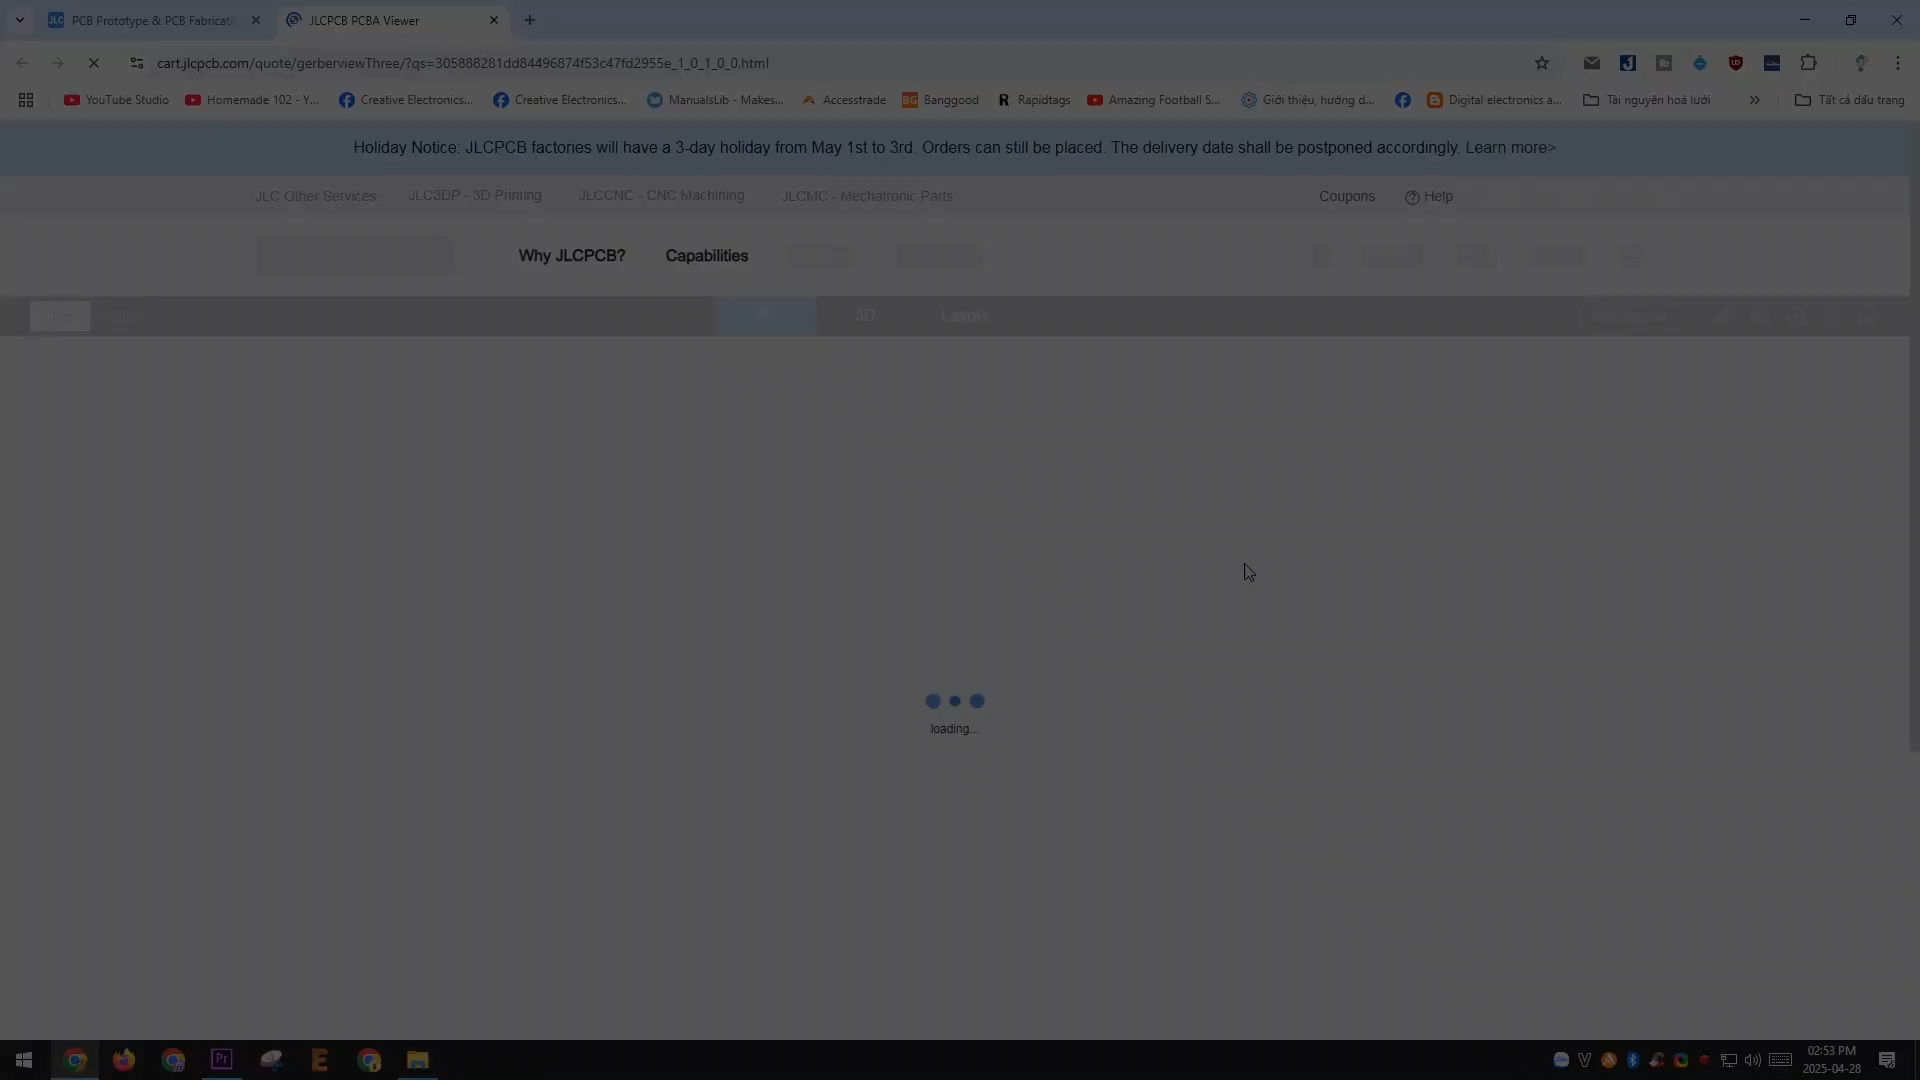 PCB Prototype & PCB Fabricati
JLCPCB PCBA Viewer
cart.jlcpcb.com/quote/gerberviewThree/?qs=305888281dd84496874f53c47fd2955e_1_0_1_0_0.html
YouTube Studio
Homemade 102 - Y...
Creative Electronics...
Creative Electronics...
ManualsLib - Makes...
Accesstrade
BG
Banggood
R
Rapidtags
Amazing Football S...
Giới thiệu, hướng d...
Digital electronics a...
Tài nguyên hoà lưới
Tất cả dấu trang
Holiday Notice: JLCPCB factories will have a 3-day holiday from May 1st to 3rd. Orders can still be placed. The delivery date shall be postponed accordingly. Learn more>
JLC Other Services:
JLC3DP - 3D Printing
JLCCNC - CNC Machining
JLCMC - Mechatronic Parts
Coupons
Help
Why JLCPCB?
Capabilities
3D
Layers
loading...
Pr
02:53 PM
2025-04-28